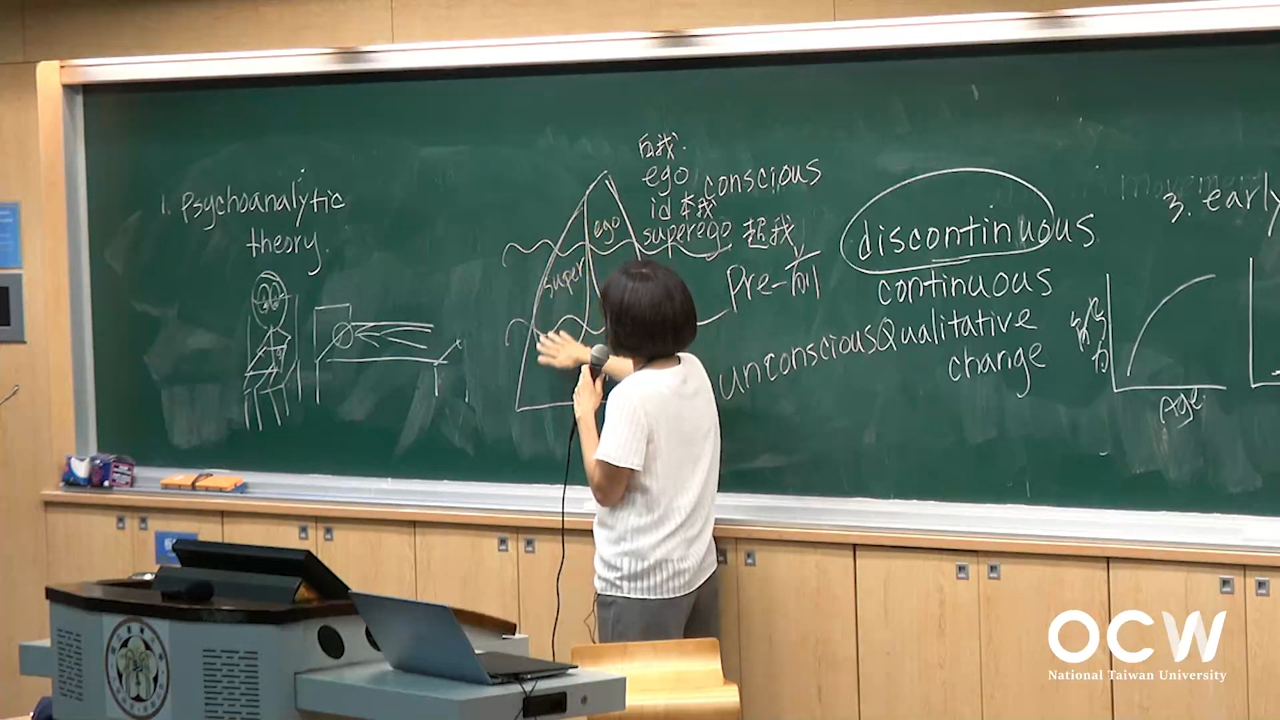 1. Psychoanalytic
theory.
自我.
ego conscious
id 本我
superego 超我
ego
super
Pre-前
unconscious
discontinuous
continuous
Qualitative
change
3. early
能力
Age
OCW
National Taiwan University